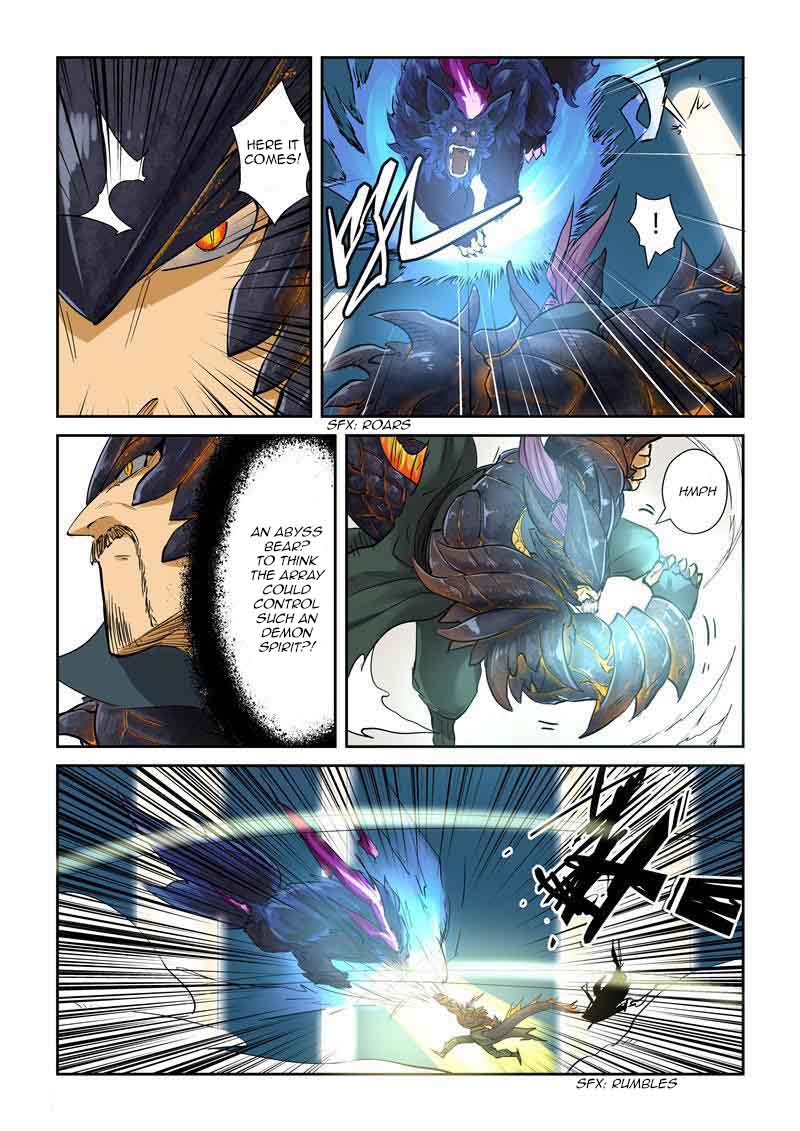 HERE IT
COMES!
!
SFX: ROARS
AN ABYSS
BEAR?
TO THINK
THE ARRAY
COULD
CONTROL
SUCH AN
DEMON
SPIRIT?!
HMPH
SFX: RUMBLES